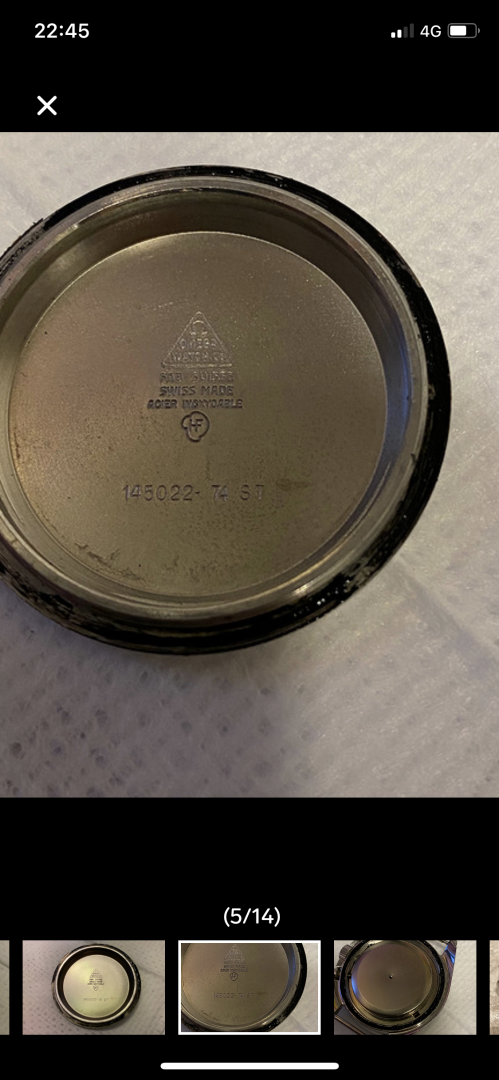 22:45
4G
Ω
OMEGA
WATCH Co
FAB. SUISSE
SWISS MADE
ACIER INOXYDABLE
HF
145022- 74 ST
(5/14)